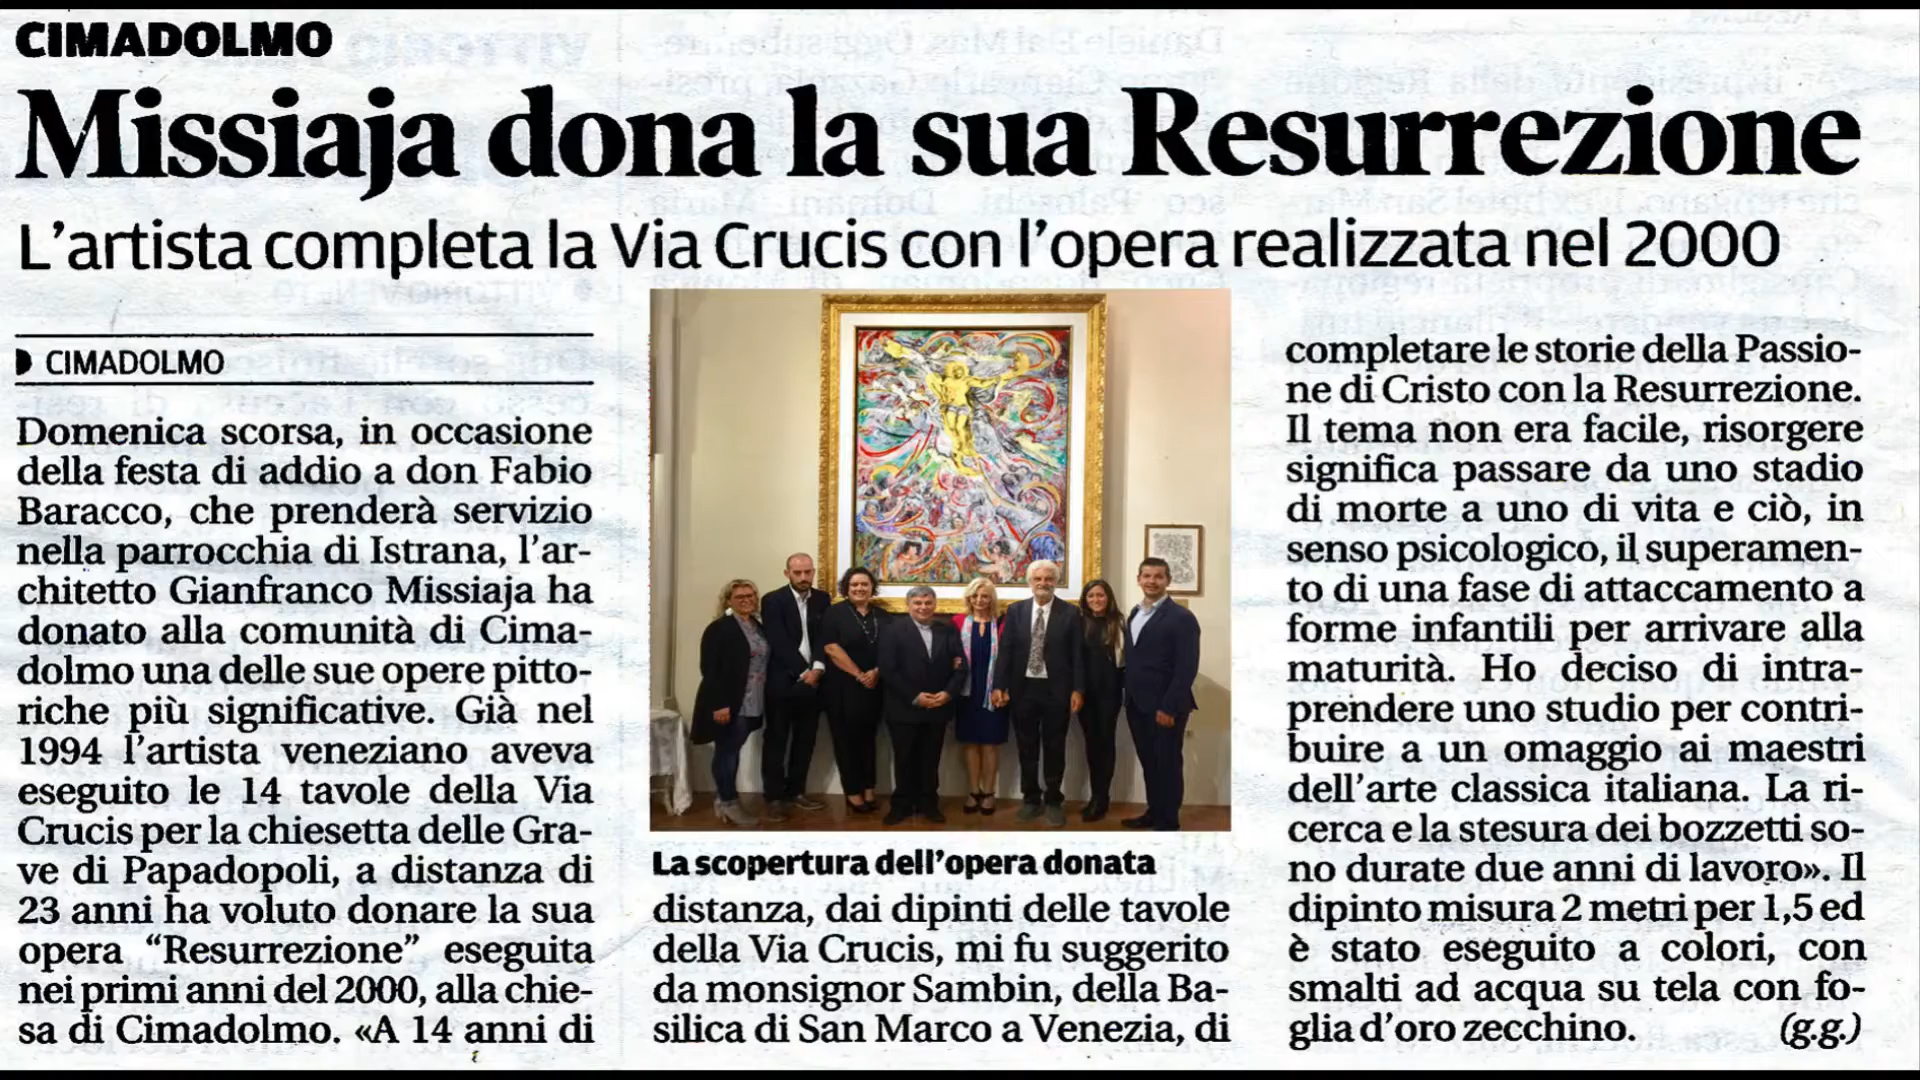 CIMADOLMO
Missiaja dona la sua Resurrezione
L’artista completa la Via Crucis con l’opera realizzata nel 2000
CIMADOLMO
Domenica scorsa, in occasione
della festa di addio a don Fabio
Baracco, che prenderà servizio
nella parrocchia di Istrana, l’ar-
chitetto Gianfranco Missiaja ha
donato alla comunità di Cima-
dolmo una delle sue opere pitto-
riche più significative. Già nel
1994 l’artista veneziano aveva
eseguito le 14 tavole della Via
Crucis per la chiesetta delle Gra-
ve di Papadopoli, a distanza di
23 anni ha voluto donare la sua
opera “Resurrezione” eseguita
nei primi anni del 2000, alla chie-
sa di Cimadolmo. «A 14 anni di
La scopertura dell’opera donata
distanza, dai dipinti delle tavole
della Via Crucis, mi fu suggerito
da monsignor Sambin, della Ba-
silica di San Marco a Venezia, di
completare le storie della Passio-
ne di Cristo con la Resurrezione.
Il tema non era facile, risorgere
significa passare da uno stadio
di morte a uno di vita e ciò, in
senso psicologico, il superamen-
to di una fase di attaccamento a
forme infantili per arrivare alla
maturità. Ho deciso di intra-
prendere uno studio per contri-
buire a un omaggio ai maestri
dell’arte classica italiana. La ri-
cerca e la stesura dei bozzetti so-
no durate due anni di lavoro». Il
dipinto misura 2 metri per 1,5 ed
è stato eseguito a colori, con
smalti ad acqua su tela con fo-
glia d’oro zecchino. (g.g.)